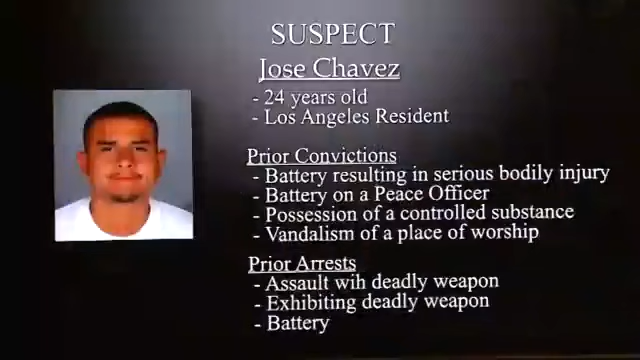 SUSPECT
Jose Chavez
- 24 years old
- Los Angeles Resident
Prior Convictions
- Battery resulting in serious bodily injury
- Battery on a Peace Officer
- Possession of a controlled substance
- Vandalism of a place of worship
Prior Arrests
- Assault wih deadly weapon
- Exhibiting deadly weapon
- Battery